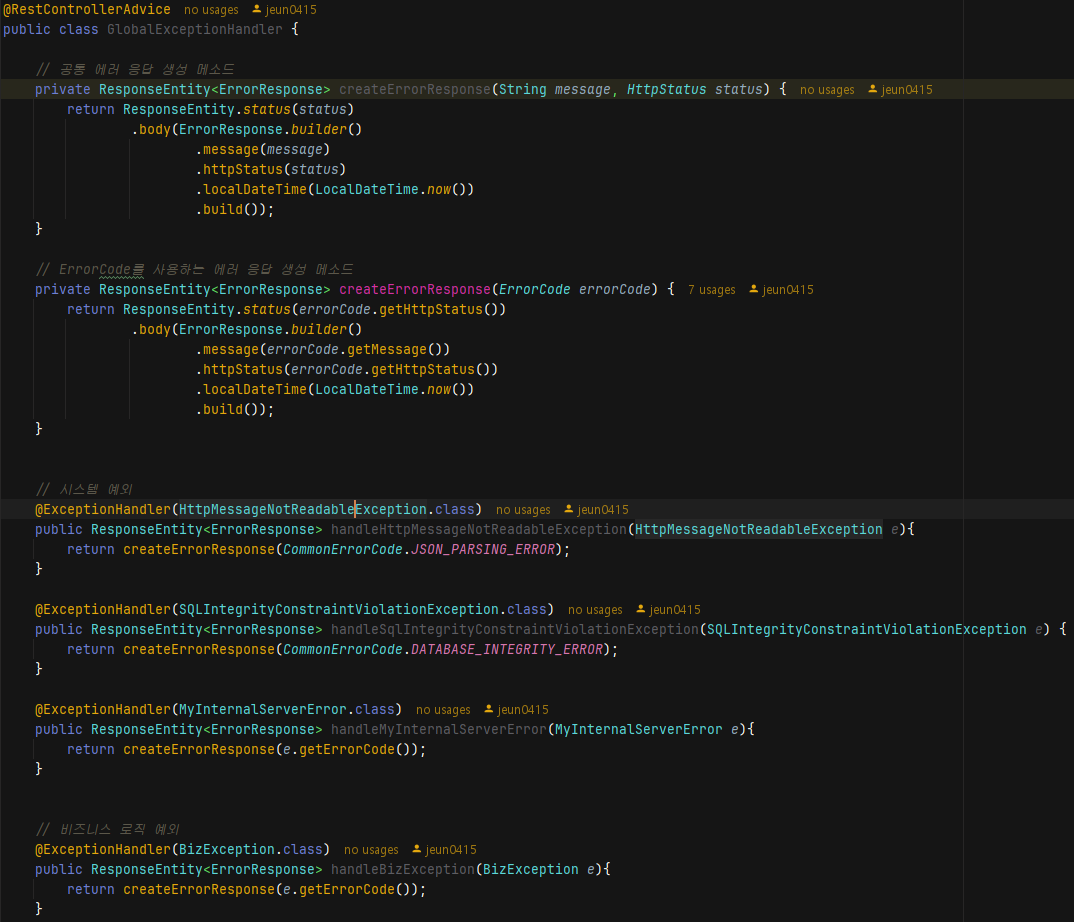 @RestControllerAdvice no usages jeun0415
public class GlobalExceptionHandler {
// 공통 에러 응답 생성 메소드
private ResponseEntity<ErrorResponse> createErrorResponse(String message, HttpStatus status) { no usages jeun0415
return ResponseEntity.status(status)
.body(ErrorResponse.builder()
.message(message)
.httpStatus(status)
.localDateTime(LocalDateTime.now())
.build());
}
// ErrorCode를 사용하는 에러 응답 생성 메소드
private ResponseEntity<ErrorResponse> createErrorResponse(ErrorCode errorCode) { 7 usages jeun0415
return ResponseEntity.status(errorCode.getHttpStatus())
.body(ErrorResponse.builder()
.message(errorCode.getMessage())
.httpStatus(errorCode.getHttpStatus())
.localDateTime(LocalDateTime.now())
.build());
}
// 시스템 예외
@ExceptionHandler(HttpMessageNotReadableException.class) no usages jeun0415
public ResponseEntity<ErrorResponse> handleHttpMessageNotReadableException(HttpMessageNotReadableException e){
return createErrorResponse(CommonErrorCode.JSON_PARSING_ERROR);
}
@ExceptionHandler(SQLIntegrityConstraintViolationException.class) no usages jeun0415
public ResponseEntity<ErrorResponse> handleSqlIntegrityConstraintViolationException(SQLIntegrityConstraintViolationException e) {
return createErrorResponse(CommonErrorCode.DATABASE_INTEGRITY_ERROR);
}
@ExceptionHandler(MyInternalServerError.class) no usages jeun0415
public ResponseEntity<ErrorResponse> handleMyInternalServerError(MyInternalServerError e){
return createErrorResponse(e.getErrorCode());
}
// 비즈니스 로직 예외
@ExceptionHandler(BizException.class) no usages jeun0415
public ResponseEntity<ErrorResponse> handleBizException(BizException e){
return createErrorResponse(e.getErrorCode());
}